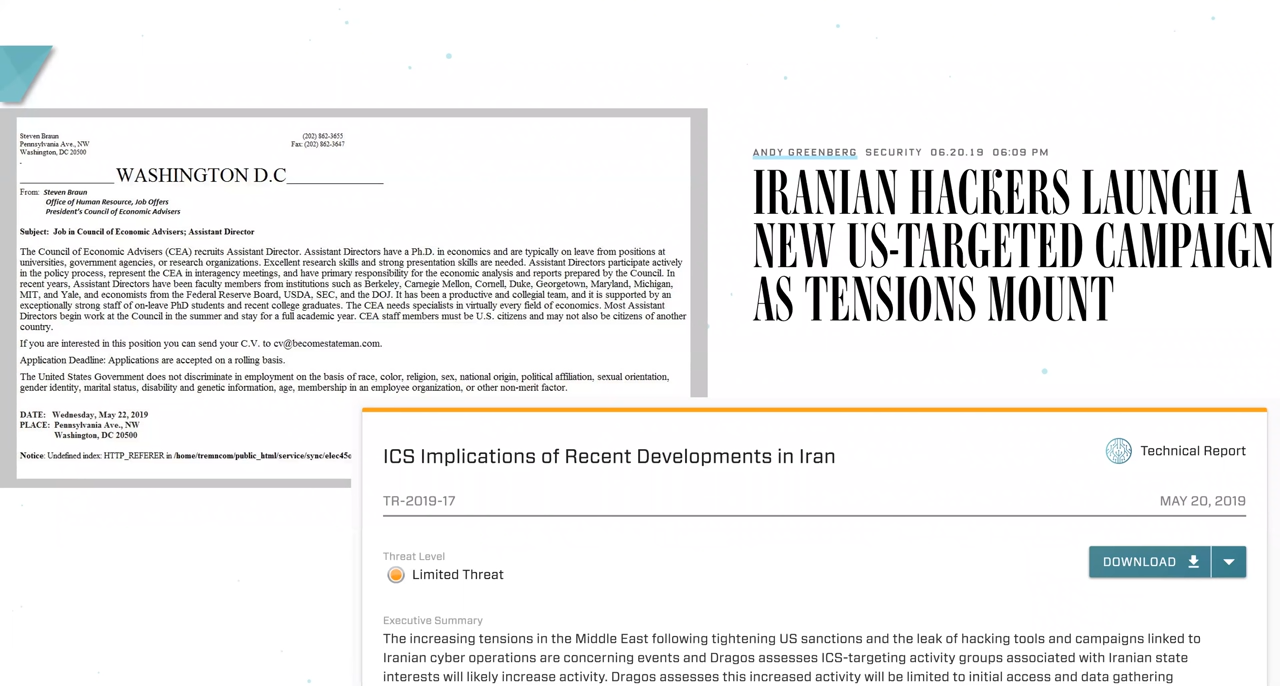 Steven Braun
Pennsylvania Ave., NW
Washington, DC 20500
(202) 862-3655
Fax: (202) 862-3647
WASHINGTON D.C
From: Steven Braun
Office of Human Resource, Job Offers
President's Council of Economic Advisers
Subject: Job in Council of Economic Advisers; Assistant Director
The Council of Economic Advisers (CEA) recruits Assistant Director. Assistant Directors have a Ph.D. in economics and are typically on leave from positions at
universities, government agencies, or research organizations. Excellent research skills and strong presentation skills are needed. Assistant Directors participate actively
in the policy process, represent the CEA in interagency meetings, and have primary responsibility for the economic analysis and reports prepared by the Council. In
recent years, Assistant Directors have been faculty members from institutions such as Berkeley, Carnegie Mellon, Cornell, Duke, Georgetown, Maryland, Michigan,
MIT, and Yale, and economists from the Federal Reserve Board, USDA, SEC, and the DOJ. It has been a productive and collegial team, and it is supported by an
exceptionally strong staff of on-leave PhD students and recent college graduates. The CEA needs specialists in virtually every field of economics. Most Assistant
Directors begin work at the Council in the summer and stay for a full academic year. CEA staff members must be U.S. citizens and may not also be citizens of another
country.
If you are interested in this position you can send your C.V. to cv@becomestateman.com.
Application Deadline: Applications are accepted on a rolling basis.
The United States Government does not discriminate in employment on the basis of race, color, religion, sex, national origin, political affiliation, sexual orientation,
gender identity, marital status, disability and genetic information, age, membership in an employee organization, or other non-merit factor.
DATE: Wednesday, May 22, 2019
PLACE: Pennsylvania Ave., NW
Washington, DC 20500
Notice: Undefined index: HTTP_REFERER in /home/tremncom/public_html/service/sync/elec45c
ANDY GREENBERG SECURITY 06.20.19 06:09 PM
IRANIAN HACKERS LAUNCH A
NEW US-TARGETED CAMPAIGN
AS TENSIONS MOUNT
ICS Implications of Recent Developments in Iran
Technical Report
TR-2019-17
MAY 20, 2019
Threat Level
Limited Threat
DOWNLOAD
Executive Summary
The increasing tensions in the Middle East following tightening US sanctions and the leak of hacking tools and campaigns linked to
Iranian cyber operations are concerning events and Dragos assesses ICS-targeting activity groups associated with Iranian state
interests will likely increase activity. Dragos assesses this increased activity will be limited to initial access and data gathering